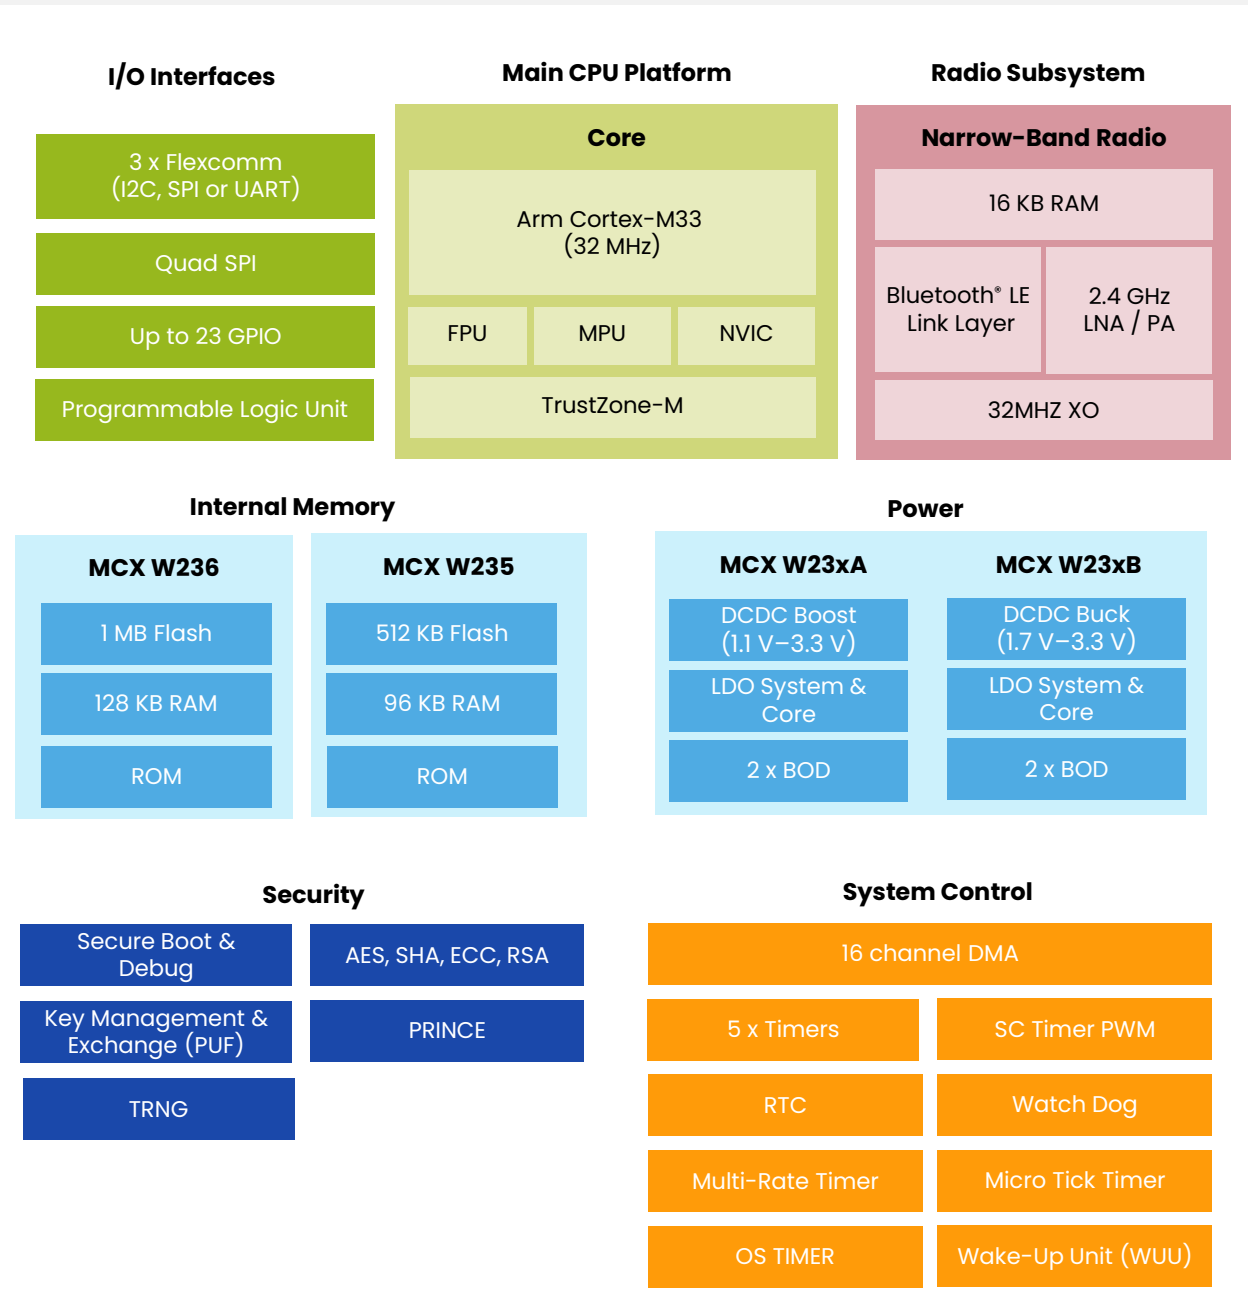 I/O Interfaces
3 x Flexcomm
(I2C, SPI or UART)
Quad SPI
Up to 23 GPIO
Programmable Logic Unit
Main CPU Platform
Core
Arm Cortex-M33
(32 MHz)
FPU
MPU
NVIC
TrustZone-M
Radio Subsystem
Narrow-Band Radio
16 KB RAM
Bluetooth® LE
Link Layer
2.4 GHz
LNA / PA
32MHZ XO
Internal Memory
MCX W236
1 MB Flash
128 KB RAM
ROM
MCX W235
512 KB Flash
96 KB RAM
ROM
Power
MCX W23xA
DCDC Boost
(1.1 V–3.3 V)
LDO System &
Core
2 x BOD
MCX W23xB
DCDC Buck
(1.7 V–3.3 V)
LDO System &
Core
2 x BOD
Security
Secure Boot &
Debug
AES, SHA, ECC, RSA
Key Management &
Exchange (PUF)
PRINCE
TRNG
System Control
16 channel DMA
5 x Timers
SC Timer PWM
RTC
Watch Dog
Multi-Rate Timer
Micro Tick Timer
OS TIMER
Wake-Up Unit (WUU)